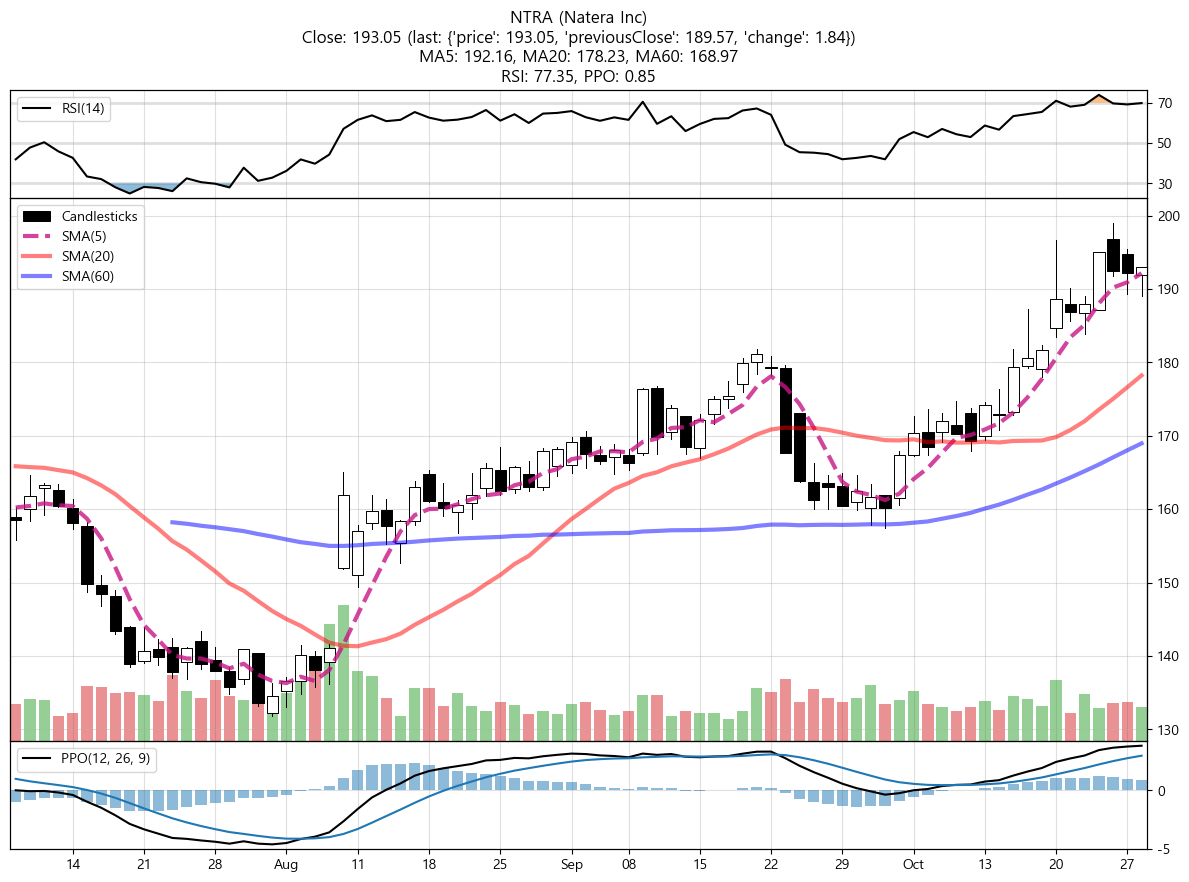 NTRA (Natera Inc)
Close: 193.05 (last: {'price': 193.05, 'previousClose': 189.57, 'change': 1.84})
MA5: 192.16, MA20: 178.23, MA60: 168.97
RSI: 77.35, PPO: 0.85
RSI(14)
70
50
30
Candlesticks
SMA(5)
SMA(20)
SMA(60)
200
190
180
170
160
150
140
130
PPO(12, 26, 9)
0
-5
14 21 28 Aug 11 18 25 Sep 08 15 22 29 Oct 13 20 27